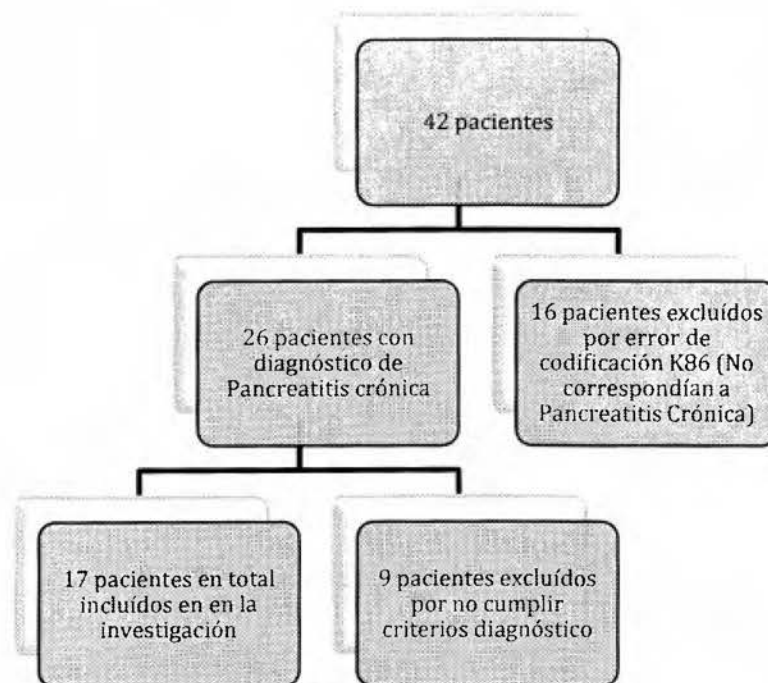 42 pacientes
26 pacientes con
diagnóstico de
Pancreatitis crónica
16 pacientes excluídos
por error de
codificación K86 (No
correspondían a
Pancreatitis Crónica)
17 pacientes en total
incluídos en en la
investigación
9 pacientes excluídos
por no cumplir
criterios diagnóstico